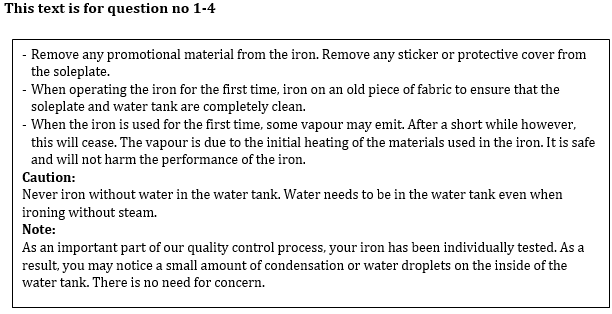 This text is for question no 1-4
- Remove any promotional material from the iron. Remove any sticker or protective cover from
the soleplate.
- When operating the iron for the first time, iron on an old piece of fabric to ensure that the
soleplate and water tank are completely clean.
- When the iron is used for the first time, some vapour may emit. After a short while however,
this will cease. The vapour is due to the initial heating of the materials used in the iron. It is safe
and will not harm the performance of the iron.
Caution:
Never iron without water in the water tank. Water needs to be in the water tank even when
ironing without steam.
Note:
As an important part of our quality control process, your iron has been individually tested. As a
result, you may notice a small amount of condensation or water droplets on the inside of the
water tank. There is no need for concern.